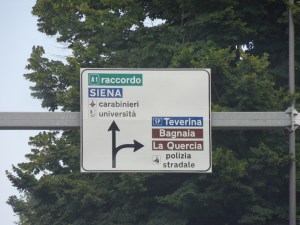 A1 raccordo
SIENA
carabinieri
università
SP Teverina
Bagnaia
La Quercia
polizia
stradale